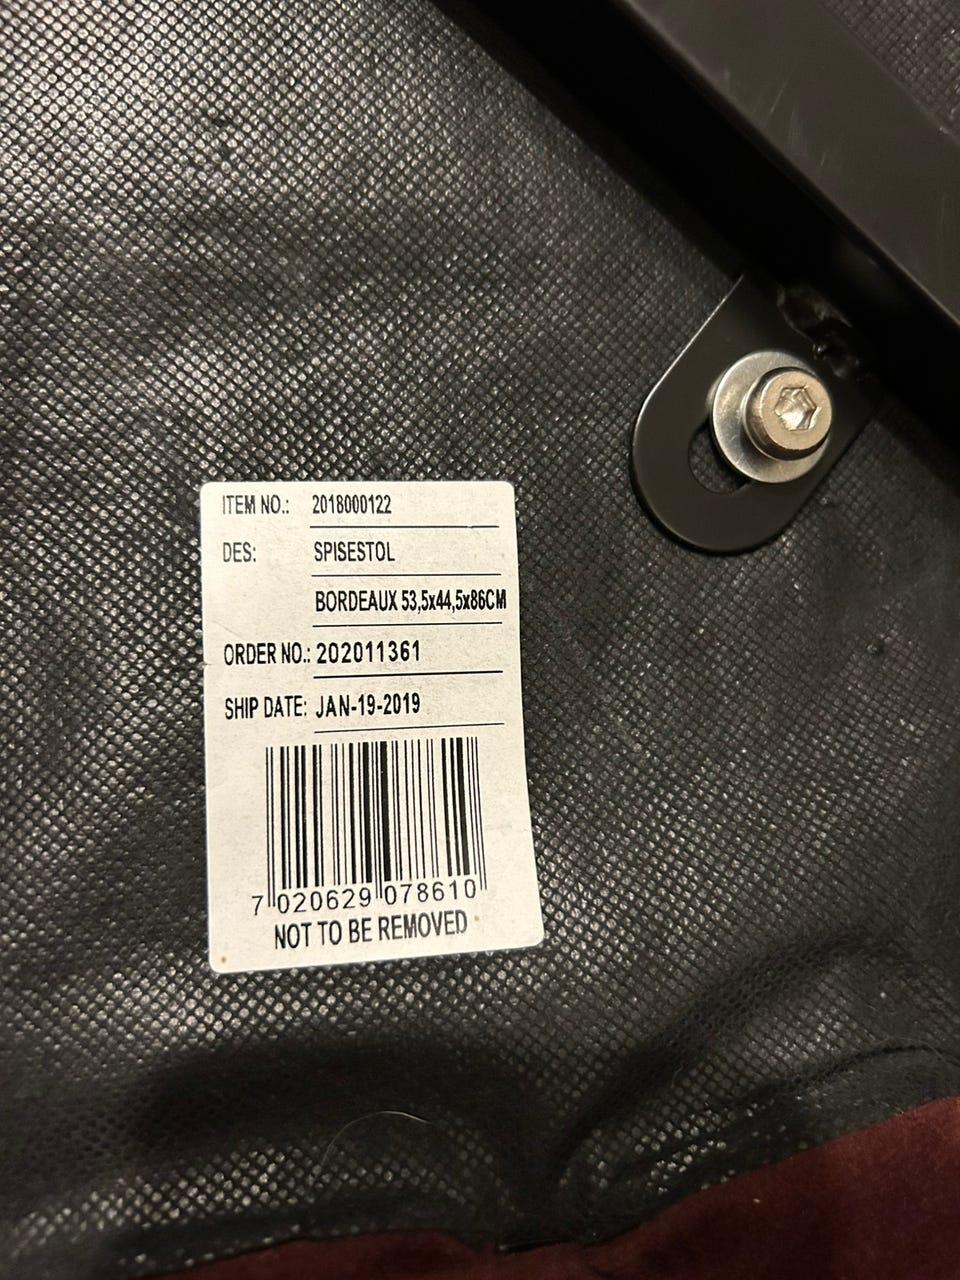 ITEM NO.: 2018000122
DES: SPISESTOL
BORDEAUX 53,5x44,5x86CM
ORDER NO.: 202011361
SHIP DATE: JAN-19-2019
7 020629 078610
NOT TO BE REMOVED